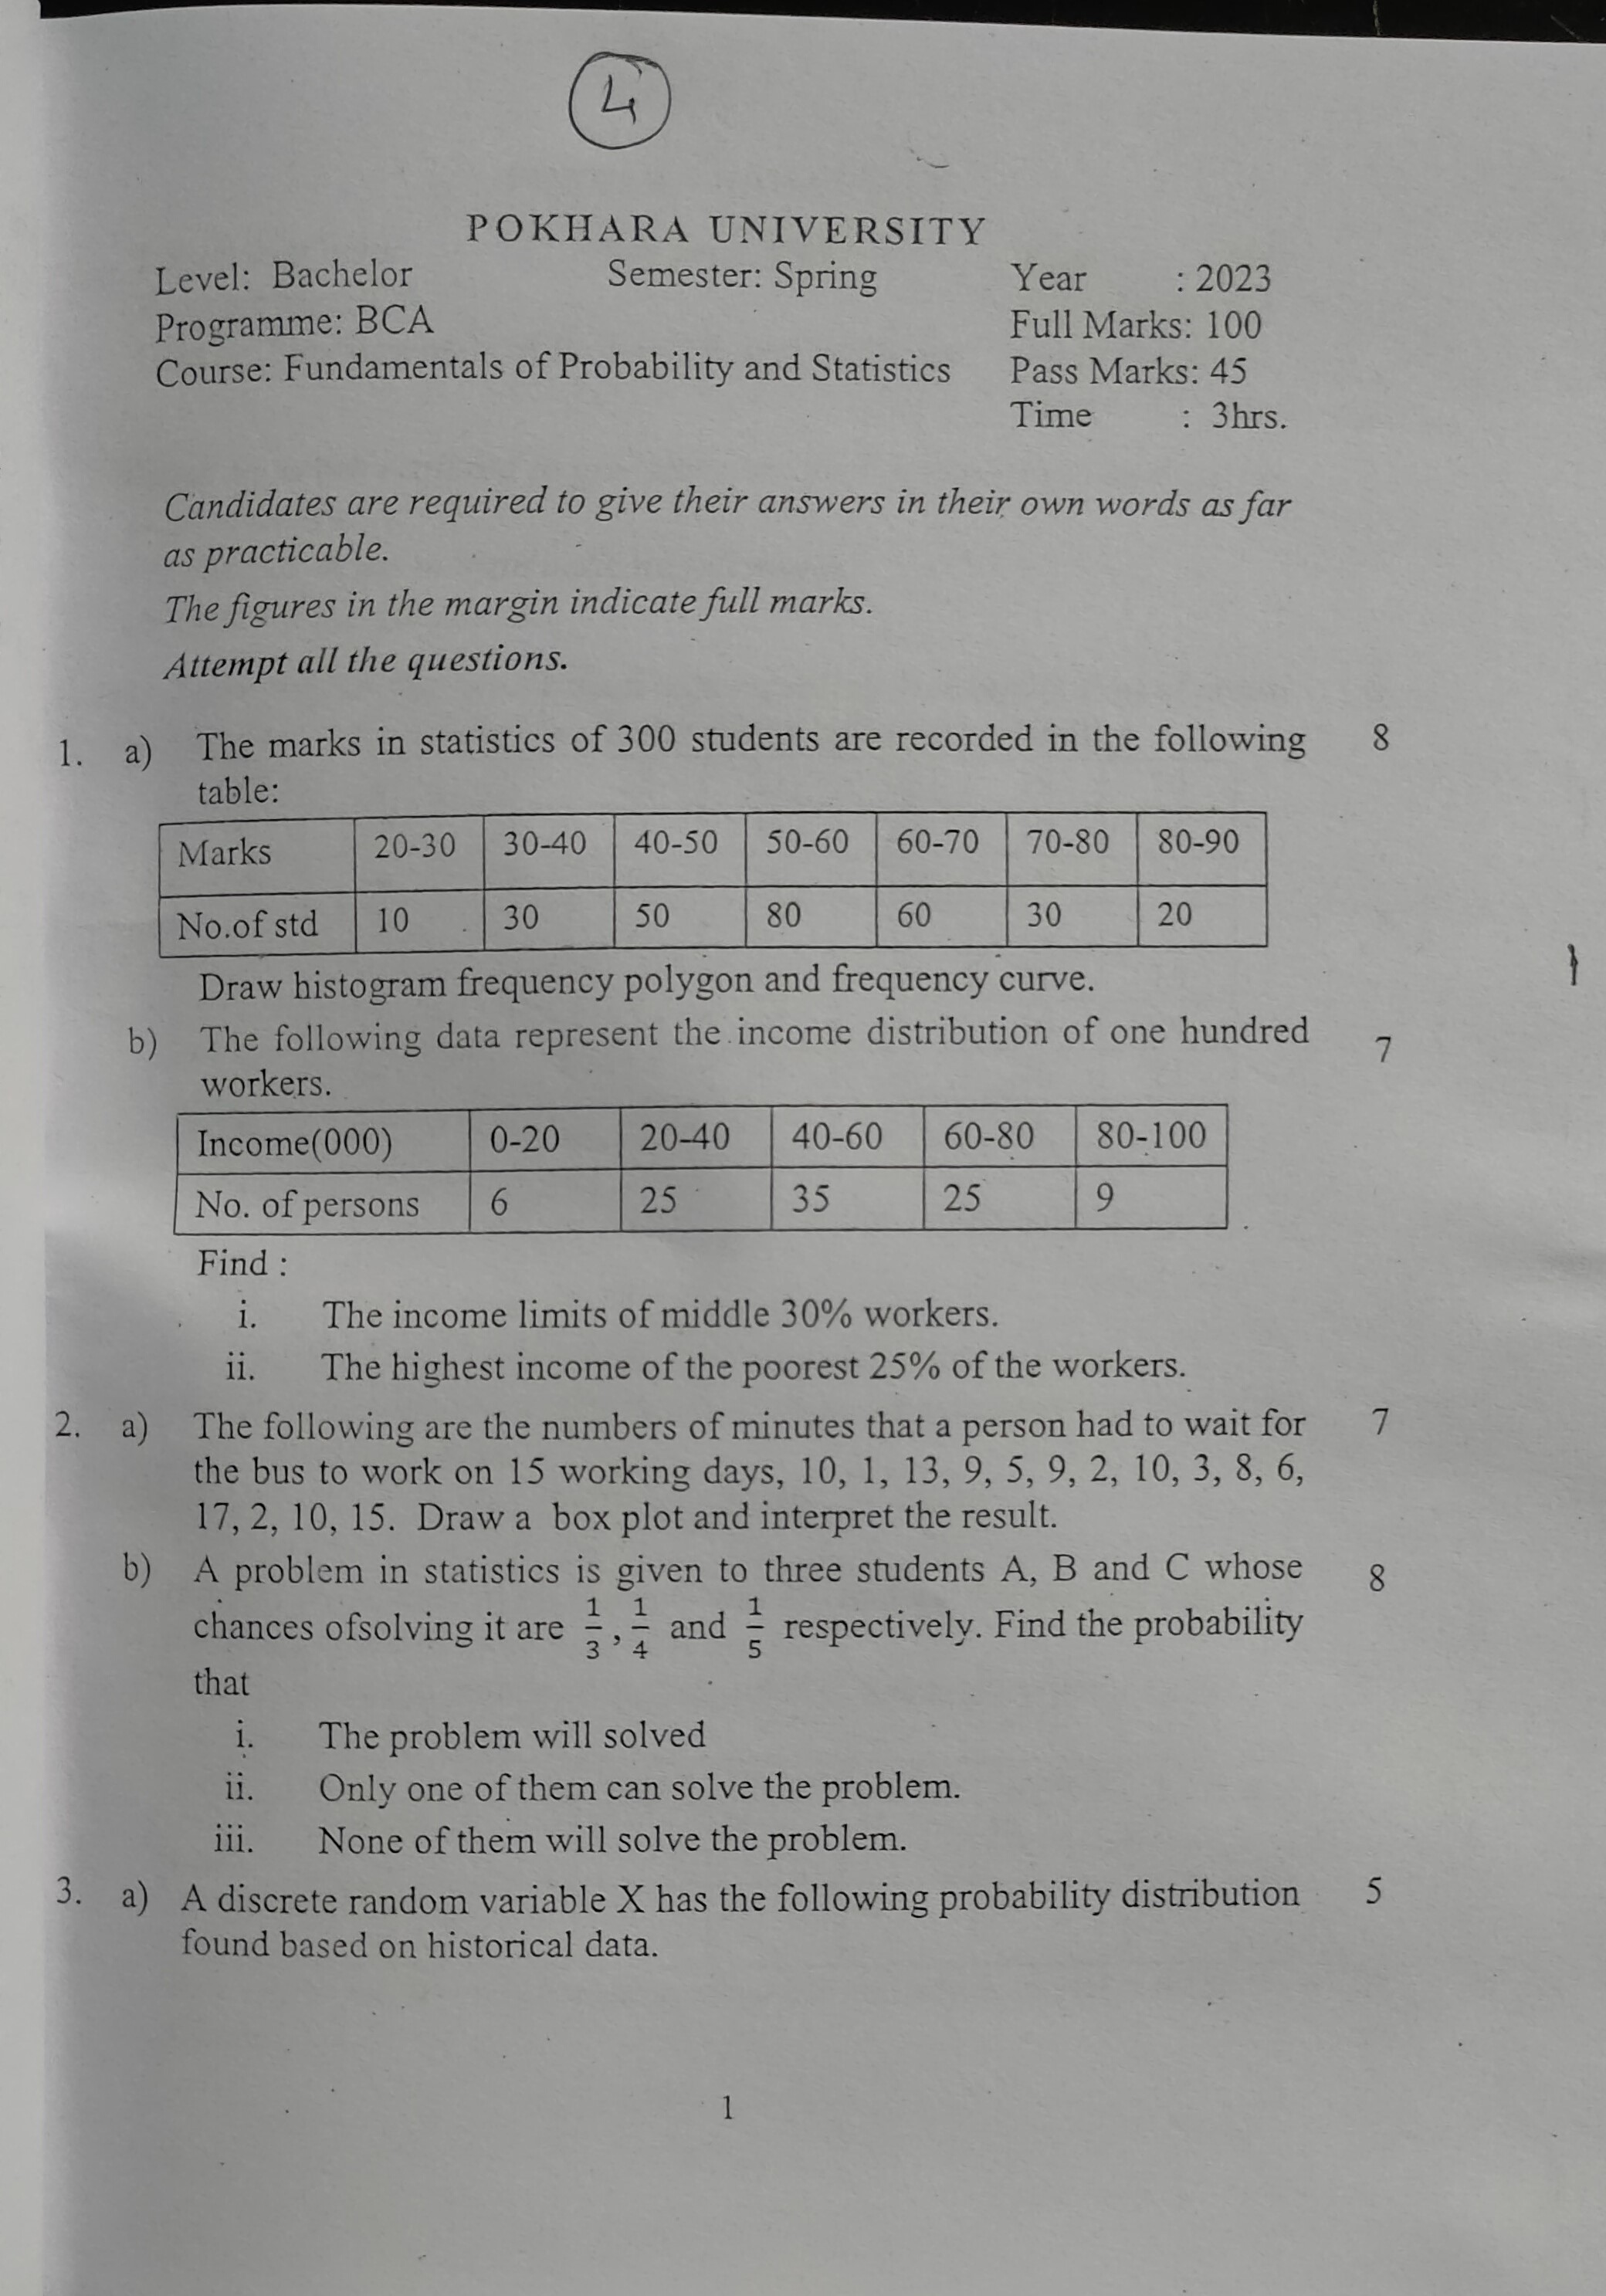 4
POKHARA UNIVERSITY
Level: Bachelor Semester: Spring Year : 2023
Programme: BCA Full Marks: 100
Course: Fundamentals of Probability and Statistics Pass Marks: 45
Time : 3hrs.
Candidates are required to give their answers in their own words as far
as practicable.
The figures in the margin indicate full marks.
Attempt all the questions.
1. a) The marks in statistics of 300 students are recorded in the following 8
table:
Marks 20-30 30-40 40-50 50-60 60-70 70-80 80-90
No.of std 10 30 50 80 60 30 20
Draw histogram frequency polygon and frequency curve.
b) The following data represent the income distribution of one hundred 7
workers.
Income(000) 0-20 20-40 40-60 60-80 80-100
No. of persons 6 25 35 25 9
Find :
i. The income limits of middle 30% workers.
ii. The highest income of the poorest 25% of the workers.
2. a) The following are the numbers of minutes that a person had to wait for 7
the bus to work on 15 working days, 10, 1, 13, 9, 5, 9, 2, 10, 3, 8, 6,
17, 2, 10, 15. Draw a box plot and interpret the result.
b) A problem in statistics is given to three students A, B and C whose 8
chances ofsolving it are 1/3, 1/4 and 1/5 respectively. Find the probability
that
i. The problem will solved
ii. Only one of them can solve the problem.
iii. None of them will solve the problem.
3. a) A discrete random variable X has the following probability distribution 5
found based on historical data.
1